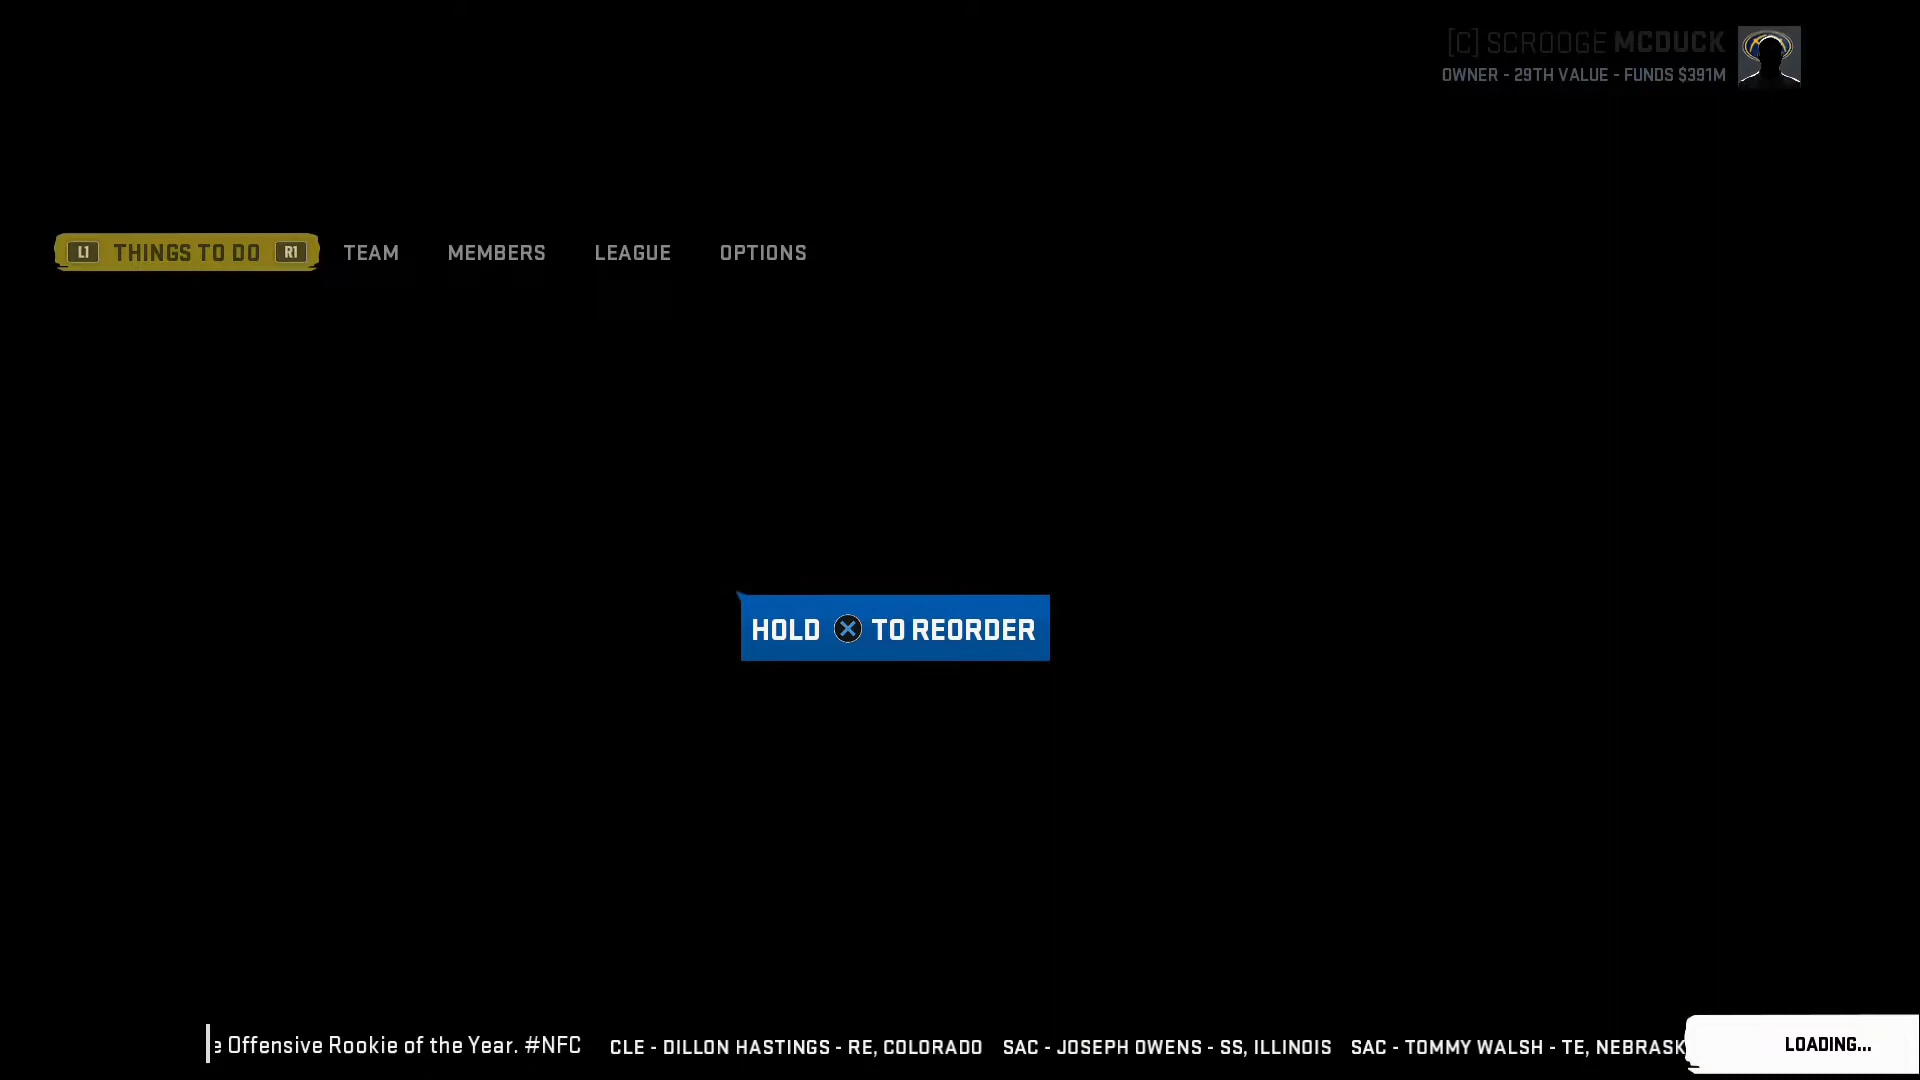 [C] SCROOGE MCDUCK
OWNER - 29TH VALUE - FUNDS $391M
L1 THINGS TO DO R1 TEAM MEMBERS LEAGUE OPTIONS
HOLD TO REORDER
e Offensive Rookie of the Year. #NFC CLE - DILLON HASTINGS - RE, COLORADO SAC - JOSEPH OWENS - SS, ILLINOIS SAC - TOMMY WALSH - TE, NEBRASK
LOADING...